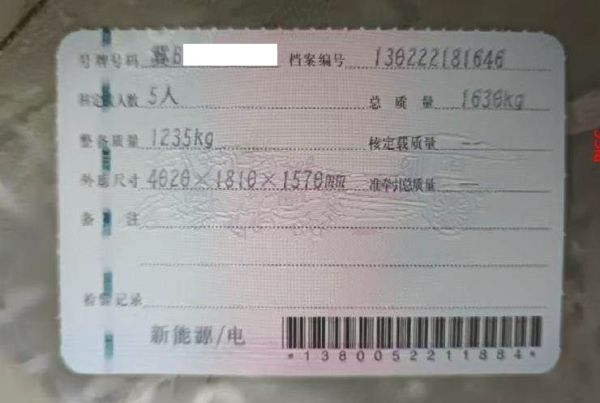 号牌号码 冀B 档案编号 130222181646
核定载人数 5人 总质量 1630kg
整备质量 1235kg 核定载质量 --
外廓尺寸 4020×1810×1570mm 准牵引总质量 --
备注
检验记录
新能源/电
*1380052211884*